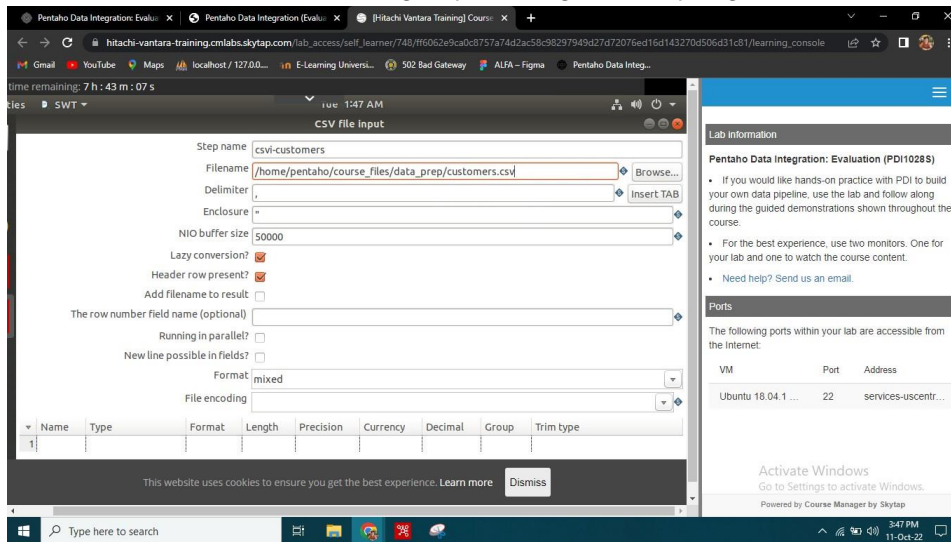 Pentaho Data Integration: Evalua
Pentaho Data Integration (Evalua
[Hitachi Vantara Training] Course
hitachi-vantara-training.cmlabs.skytap.com/lab_access/self_learner/748/ff6062e9ca0c8757a74d2ac58c98297949d27d72076ed16d143270d506d31c81/learning_console
Gmail YouTube Maps localhost / 127.0.0.... E-Learning Universi... 502 Bad Gateway ALFA – Figma Pentaho Data Integ...
time remaining: 7 h : 43 m : 07 s
ties SWT
Tue 1:47 AM
CSV file input
Step name csvi-customers
Filename /home/pentaho/course_files/data_prep/customers.csv Browse...
Delimiter , Insert TAB
Enclosure "
NIO buffer size 50000
Lazy conversion?
Header row present?
Add filename to result
The row number field name (optional)
Running in parallel?
New line possible in fields?
Format mixed
File encoding
Name Type Format Length Precision Currency Decimal Group Trim type
1
This website uses cookies to ensure you get the best experience. Learn more Dismiss
Lab information
Pentaho Data Integration: Evaluation (PDI1028S)
• If you would like hands-on practice with PDI to build
your own data pipeline, use the lab and follow along
during the guided demonstrations shown throughout the
course.
• For the best experience, use two monitors. One for
your lab and one to watch the course content.
• Need help? Send us an email.
Ports
The following ports within your lab are accessible from
the Internet:
VM Port Address
Ubuntu 18.04.1 ... 22 services-uscentr...
Activate Windows
Go to Settings to activate Windows.
Powered by Course Manager by Skytap
Type here to search
3:47 PM
11-Oct-22